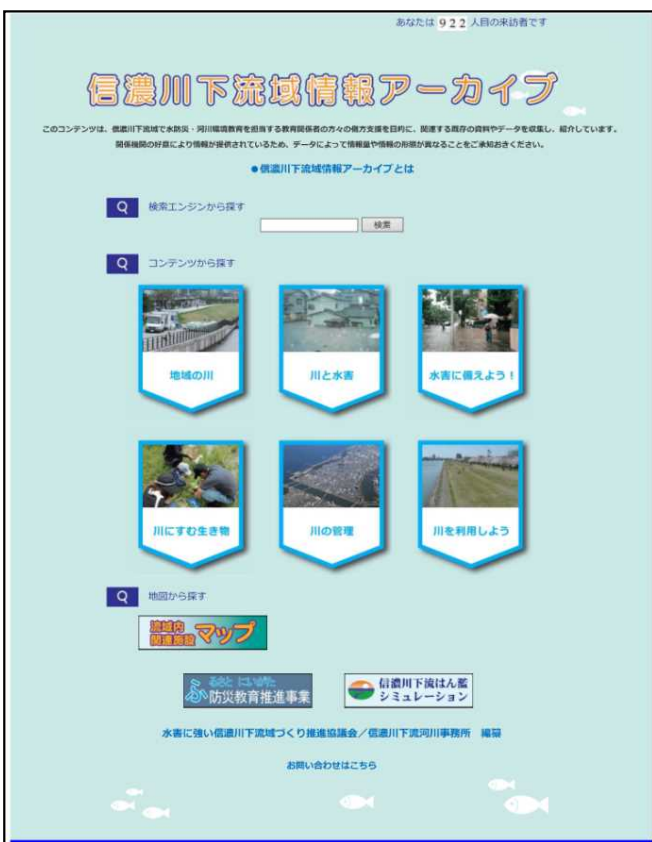 あなたは 922 人目の来訪者です
信濃川下流域情報アーカイブ
このコンテンツは、信濃川下流域で水防災・河川環境教育を担当する教育関係者の方々の側方支援を目的に、関連する既存の資料やデータを収集し、紹介しています。
関係機関の好意により情報が提供されているため、データによって情報量や情報の形態が異なることをご承知おきください。
●信濃川下流域情報アーカイブとは
検索エンジンから探す
検索
コンテンツから探す
地域の川
川と水害
水害に備えよう！
川にすむ生き物
川の管理
川を利用しよう
地図から探す
流域内
関連施設 マップ
ふるさと にいがた
防災教育推進事業
信濃川下流はん濫
シミュレーション
水害に強い信濃川下流域づくり推進協議会／信濃川下流河川事務所 編纂
お問い合わせはこちら